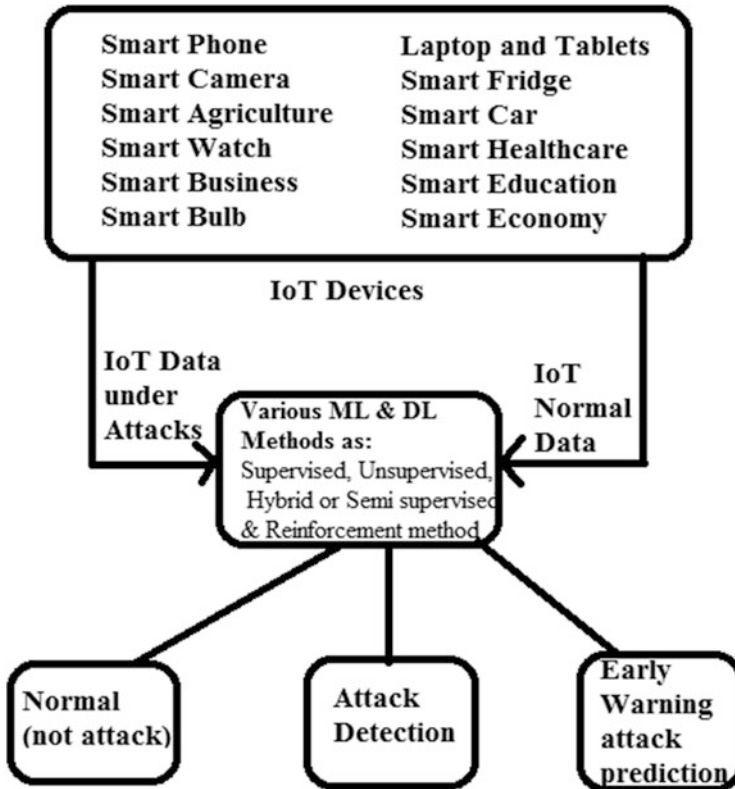 Smart Phone
Smart Camera
Smart Agriculture
Smart Watch
Smart Business
Smart Bulb
Laptop and Tablets
Smart Fridge
Smart Car
Smart Healthcare
Smart Education
Smart Economy
IoT Devices
IoT Data
under
Attacks
IoT
Normal
Data
Various ML & DL
Methods as:
Supervised, Unsupervised,
Hybrid or Semi supervised
& Reinforcement method
Normal
(not attack)
Attack
Detection
Early
Warning
attack
prediction